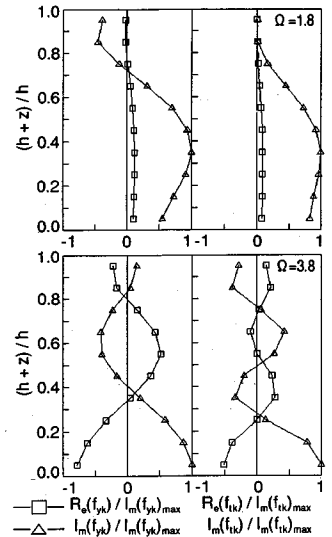 Ω=1.8
(h + z) / h
1.0
0.8
0.6
0.4
0.2
0.0
-1 0 1 -1 0 1
Ω=3.8
(h + z) / h
1.0
0.8
0.6
0.4
0.2
0.0
-1 0 1 -1 0 1
Re(fyk) / Im(fyk)max Re(ftk) / Im(ftk)max
Im(fyk) / Im(fyk)max Im(ftk) / Im(ftk)max